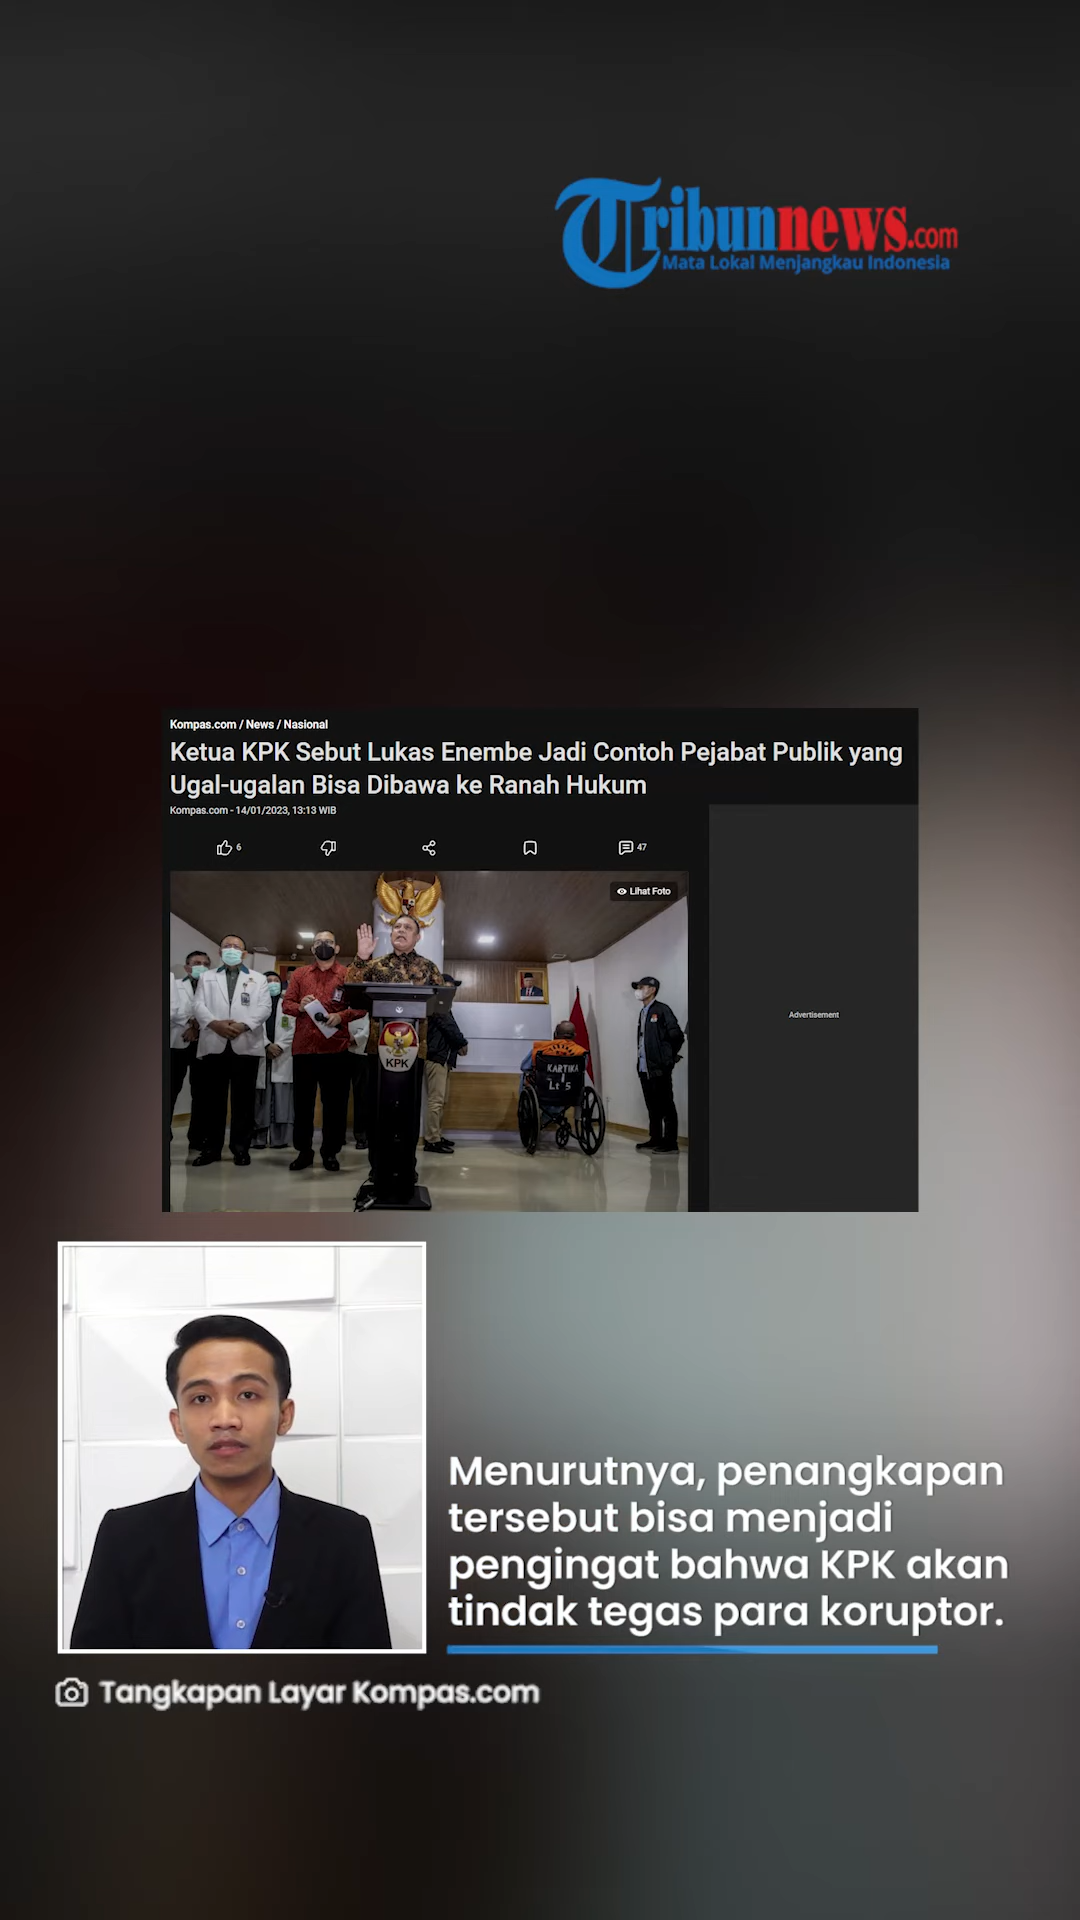 Tribunnews.com
Mata Lokal Menjangkau Indonesia
Kompas.com / News / Nasional
Ketua KPK Sebut Lukas Enembe Jadi Contoh Pejabat Publik yang
Ugal-ugalan Bisa Dibawa ke Ranah Hukum
Kompas.com - 14/01/2023, 13:13 WIB
6
47
Lihat Foto
KPK
KARTIKA
1
Lt 5
Advertisement
Menurutnya, penangkapan
tersebut bisa menjadi
pengingat bahwa KPK akan
tindak tegas para koruptor.
Tangkapan Layar Kompas.com